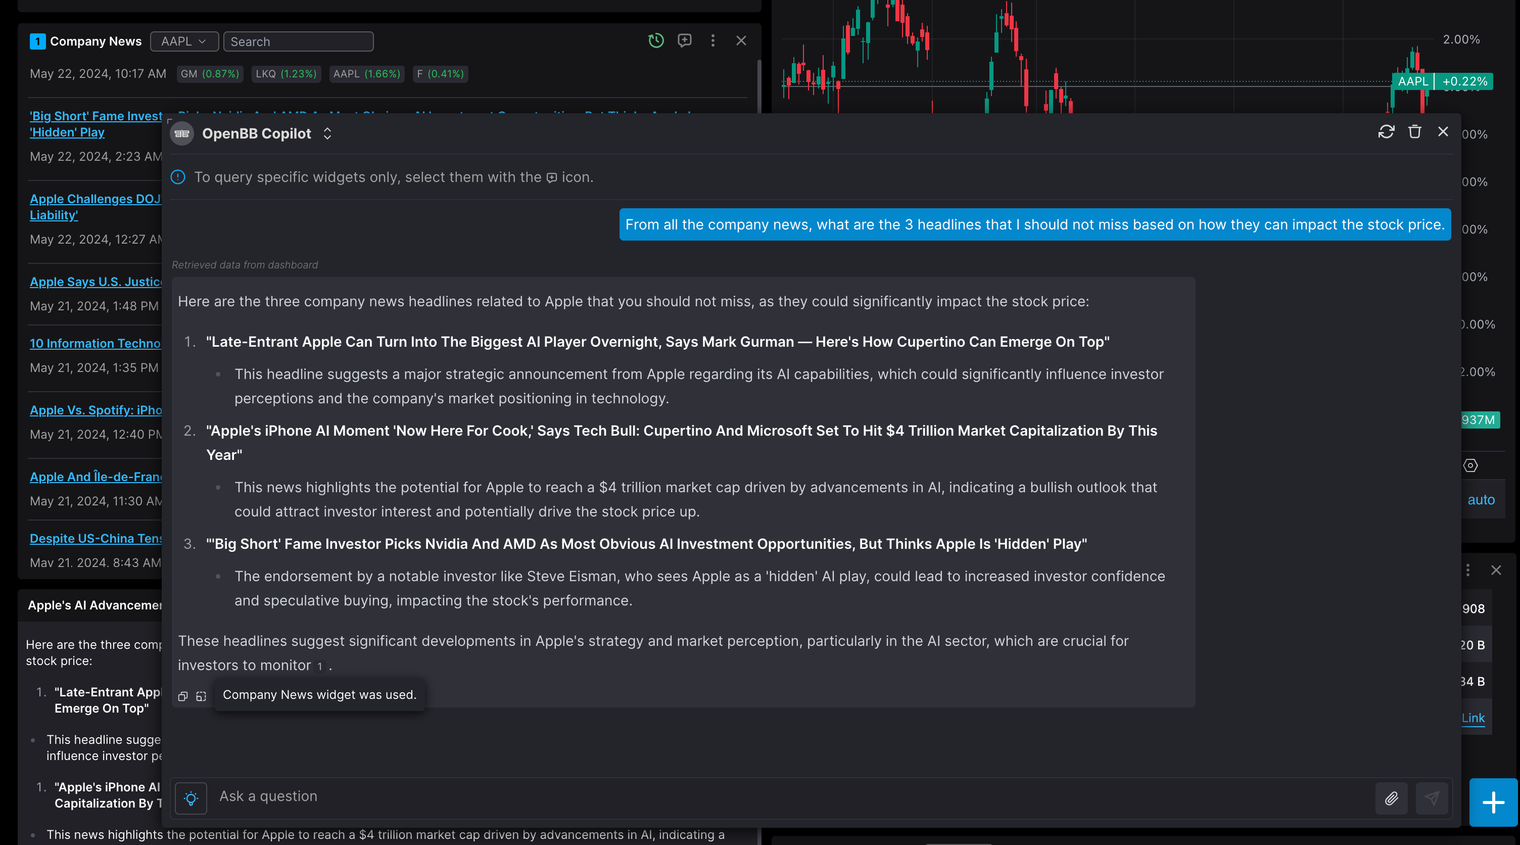 1 Company News AAPL Search
May 22, 2024, 10:17 AM GM (0.87%) LKQ (1.23%) AAPL (1.66%) F (0.41%)
'Big Short' Fame Invest
'Hidden' Play
May 22, 2024, 2:23 AM
Apple Challenges DOJ
Liability'
May 22, 2024, 12:27 AM
Apple Says U.S. Justice
May 21, 2024, 1:48 PM
10 Information Techno
May 21, 2024, 1:35 PM
Apple Vs. Spotify: iPho
May 21, 2024, 12:40 PM
Apple And Île-de-Fran
May 21, 2024, 11:30 AM
Despite US-China Tens
May 21, 2024, 8:43 AM
Apple's AI Advancemen
Here are the three comp
stock price:
1. "Late-Entrant App
Emerge On Top"
This headline sugge
influence investor pe
1. "Apple's iPhone AI
Capitalization By T
This news highlights the potential for Apple to reach a $4 trillion market cap driven by advancements in AI, indicating a
OpenBB Copilot
To query specific widgets only, select them with the icon.
From all the company news, what are the 3 headlines that I should not miss based on how they can impact the stock price.
Retrieved data from dashboard
Here are the three company news headlines related to Apple that you should not miss, as they could significantly impact the stock price:
1. "Late-Entrant Apple Can Turn Into The Biggest AI Player Overnight, Says Mark Gurman — Here's How Cupertino Can Emerge On Top"
This headline suggests a major strategic announcement from Apple regarding its AI capabilities, which could significantly influence investor
perceptions and the company's market positioning in technology.
2. "Apple's iPhone AI Moment 'Now Here For Cook,' Says Tech Bull: Cupertino And Microsoft Set To Hit $4 Trillion Market Capitalization By This
Year"
This news highlights the potential for Apple to reach a $4 trillion market cap driven by advancements in AI, indicating a bullish outlook that
could attract investor interest and potentially drive the stock price up.
3. "'Big Short' Fame Investor Picks Nvidia And AMD As Most Obvious AI Investment Opportunities, But Thinks Apple Is 'Hidden' Play"
The endorsement by a notable investor like Steve Eisman, who sees Apple as a 'hidden' AI play, could lead to increased investor confidence
and speculative buying, impacting the stock's performance.
These headlines suggest significant developments in Apple's strategy and market perception, particularly in the AI sector, which are crucial for
investors to monitor 1 .
Company News widget was used.
Ask a question
2.00%
AAPL +0.22%
00%
00%
00%
00%
0.00%
2.00%
937M
auto
908
20 B
34 B
Link